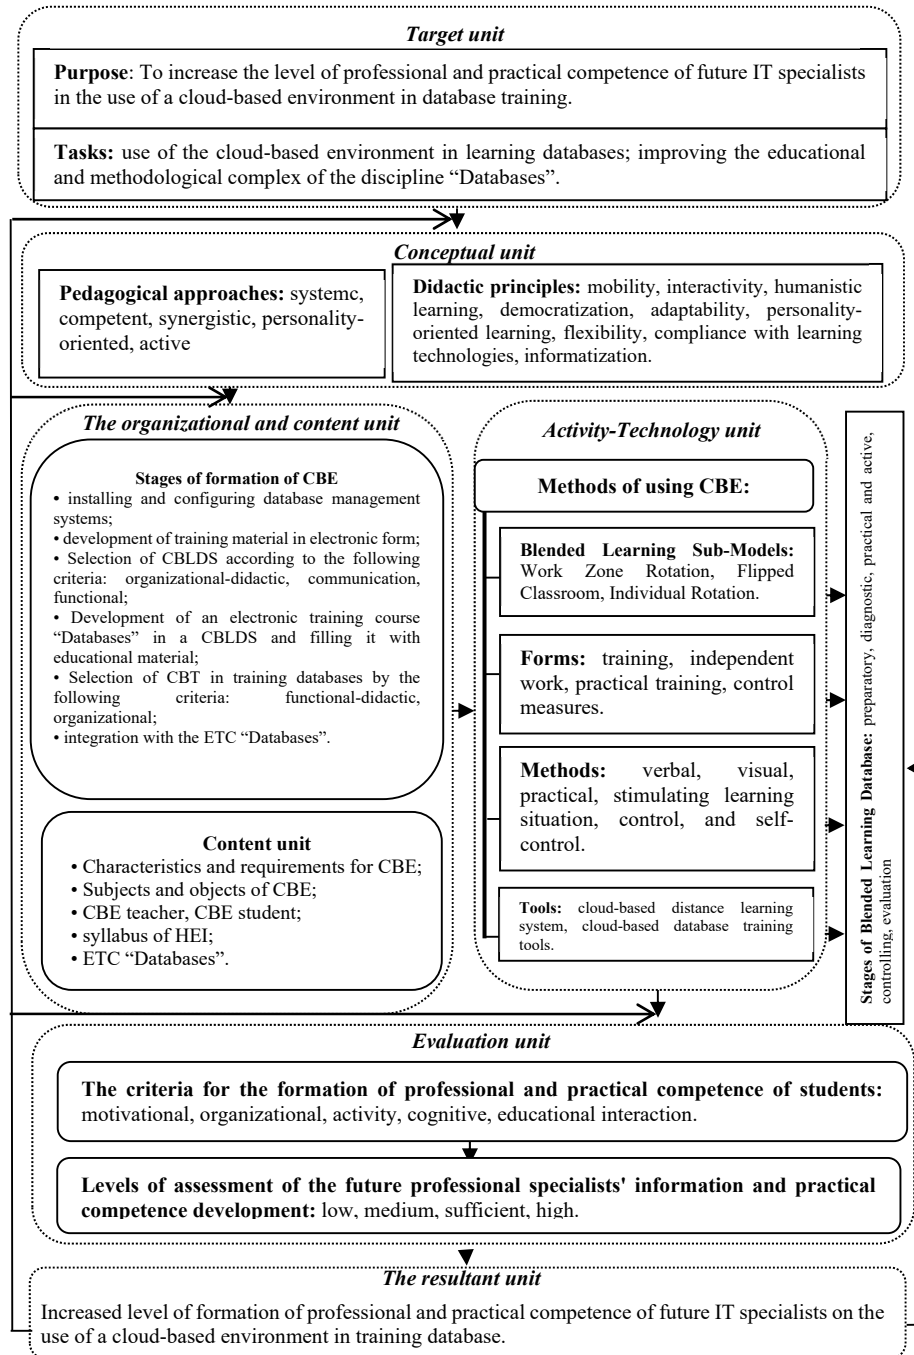 Target unit
Purpose: To increase the level of professional and practical competence of future IT specialists
in the use of a cloud-based environment in database training.
Tasks: use of the cloud-based environment in learning databases; improving the educational
and methodological complex of the discipline “Databases”.
Conceptual unit
Pedagogical approaches: systemc,
competent, synergistic, personality-
oriented, active
Didactic principles: mobility, interactivity, humanistic
learning, democratization, adaptability, personality-
oriented learning, flexibility, compliance with learning
technologies, informatization.
The organizational and content unit
Stages of formation of CBE
• installing and configuring database management
systems;
• development of training material in electronic form;
• Selection of CBLDS according to the following
criteria: organizational-didactic, communication,
functional;
• Development of an electronic training course
“Databases” in a CBLDS and filling it with
educational material;
• Selection of CBT in training databases by the
following criteria: functional-didactic,
organizational;
• integration with the ETC “Databases”.
Content unit
• Characteristics and requirements for CBE;
• Subjects and objects of CBE;
• CBE teacher, CBE student;
• syllabus of HEI;
• ETC “Databases”.
Activity-Technology unit
Methods of using CBE:
Blended Learning Sub-Models:
Work Zone Rotation, Flipped
Classroom, Individual Rotation.
Forms: training, independent
work, practical training, control
measures.
Methods: verbal, visual,
practical, stimulating learning
situation, control, and self-
control.
Tools: cloud-based distance learning
system, cloud-based database training
tools.
Stages of Blended Learning Database: preparatory, diagnostic, practical and active,
controlling, evaluation
Evaluation unit
The criteria for the formation of professional and practical competence of students:
motivational, organizational, activity, cognitive, educational interaction.
Levels of assessment of the future professional specialists' information and practical
competence development: low, medium, sufficient, high.
The resultant unit
Increased level of formation of professional and practical competence of future IT specialists on the
use of a cloud-based environment in training database.